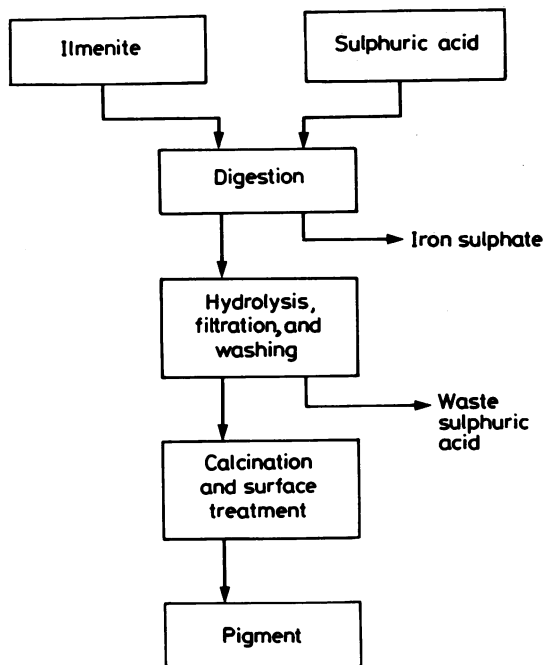 Ilmenite
Sulphuric acid
Digestion
Iron sulphate
Hydrolysis,
filtration, and
washing
Waste
sulphuric
acid
Calcination
and surface
treatment
Pigment